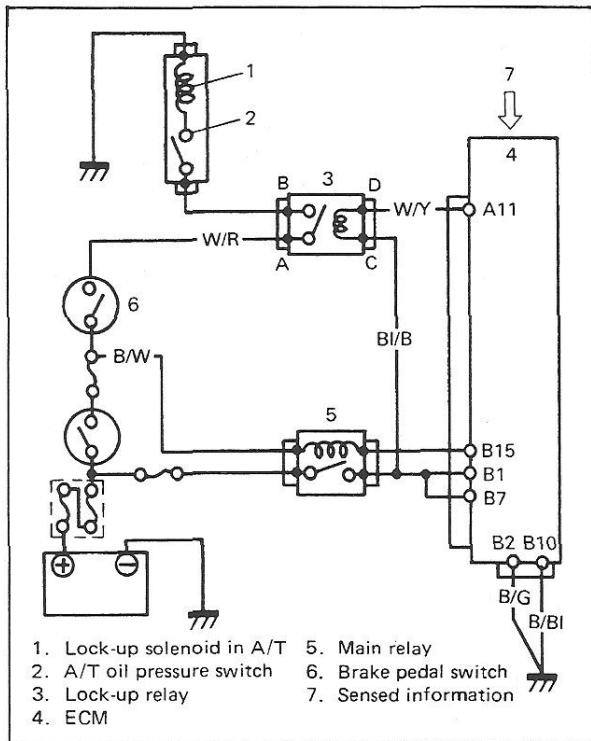 1
2
7
4
B
3
D
W/Y
A11
W/R
A
C
6
Bl/B
B/W
5
B15
B1
B7
+
−
B2 B10
B/G
B/Bl
1. Lock-up solenoid in A/T
2. A/T oil pressure switch
3. Lock-up relay
4. ECM
5. Main relay
6. Brake pedal switch
7. Sensed information